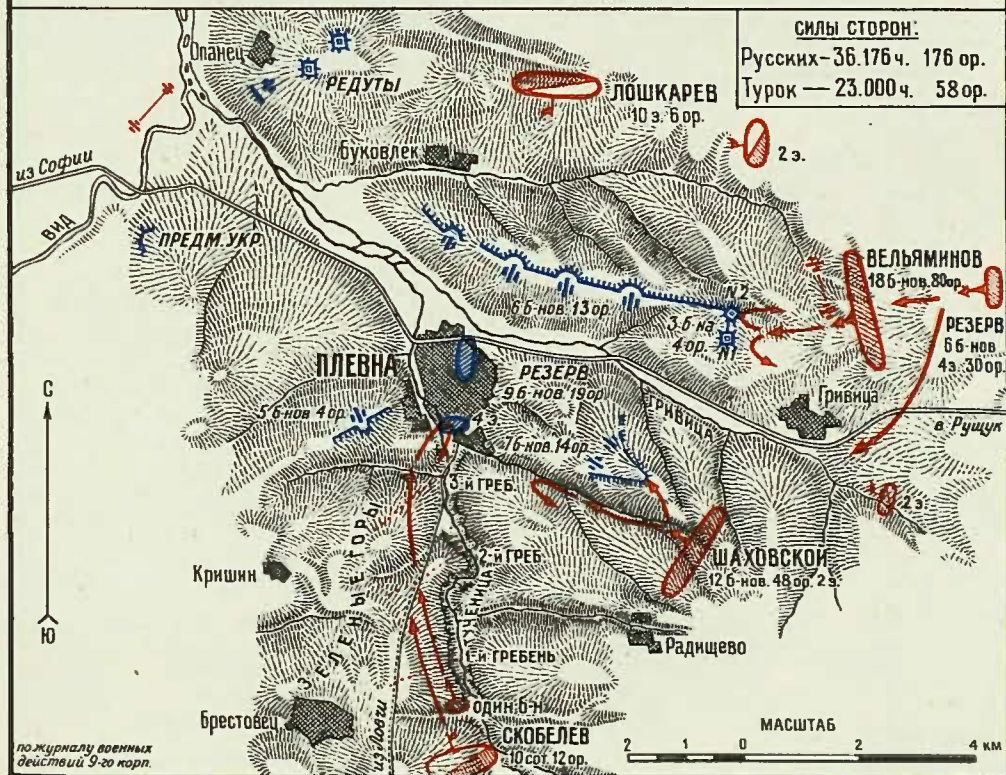 СИЛЫ СТОРОН:
Русских-36.176 ч. 176 ор.
Турок — 23.000 ч. 58 ор.
Опанец
РЕДУТЫ
ЛОШКАРЕВ
10 э. 6 ор.
2 э.
Буковлек
из Софии
ВИД
ПРЕДМ. УКР.
ВЕЛЬЯМИНОВ
18 б-нов. 80 ор.
6 б-нов. 13 ор.
N2
3 б-на
4 ор.
N1
РЕЗЕРВ
6 б-нов
4 э. 30 ор.
ПЛЕВНА
РЕЗЕРВ
9 б-нов. 19 ор.
Гривица
ГРИВИЦА
в Рущук
5 б-нов 4 ор.
4 э.
7 б-нов. 14 ор.
2 э.
С
Ю
3-й ГРЕБ.
2-й ГРЕБ.
ШАХОВСКОЙ
12 б-нов. 48 ор. 2 э.
Кришин
ЗЕЛЕНЫЕ ГОРЫ
ТУЧЕНИЦА
Радищево
1-й ГРЕБЕНЬ
Брестовец
один б-н
из Ловчи
СКОБЕЛЕВ
10 сот. 12 ор.
МАСШТАБ
2 1 0 2 4 км
по журналу военных
действий 9-го корп.